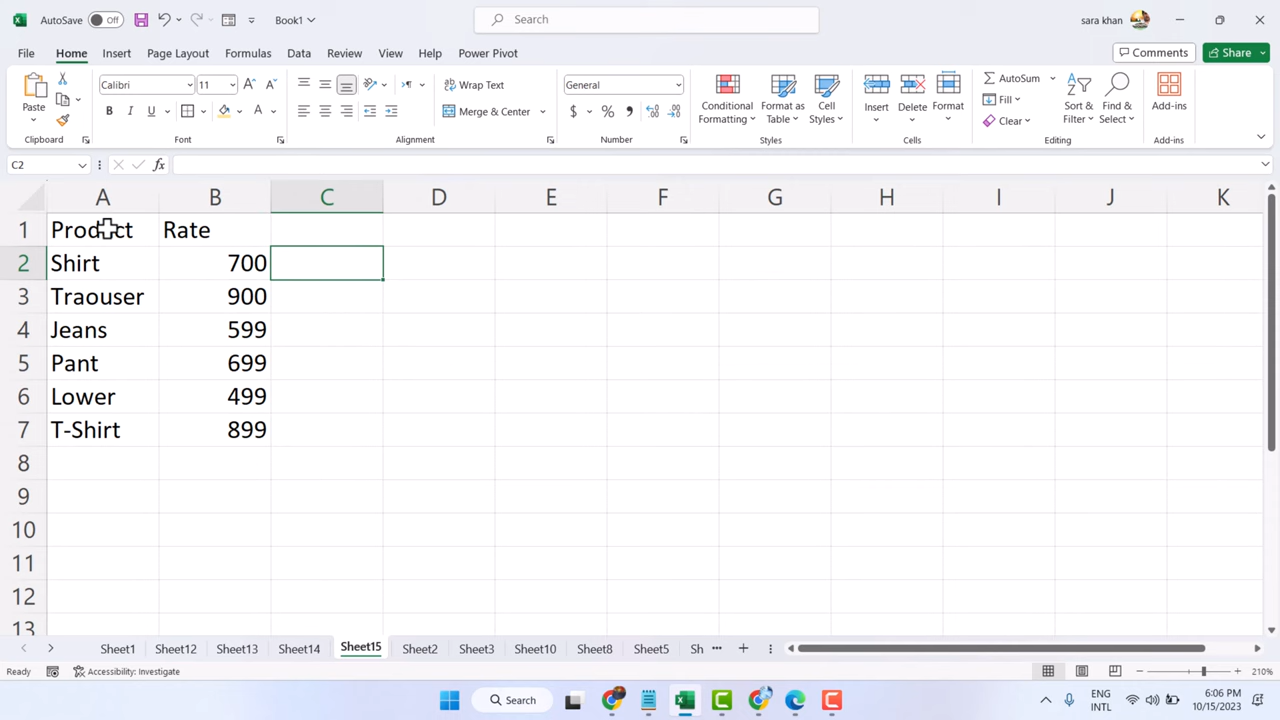 AutoSave Off Book1 Search sara khan
File Home Insert Page Layout Formulas Data Review View Help Power Pivot Comments Share
Paste Calibri 11 Wrap Text General Conditional Formatting Format as Table Cell Styles Insert Delete Format AutoSum Fill Clear Sort & Filter Find & Select Add-ins
B I U A Merge & Center $ %
Clipboard Font Alignment Number Styles Cells Editing Add-ins
C2 fx
A B C D E F G H I J K
1 Product Rate
2 Shirt 700
3 Traouser 900
4 Jeans 599
5 Pant 699
6 Lower 499
7 T-Shirt 899
8
9
10
11
12
13
Sheet1 Sheet12 Sheet13 Sheet14 Sheet15 Sheet2 Sheet3 Sheet10 Sheet8 Sheet5 Sh ...
Ready Accessibility: Investigate 210%
Search ENG INTL 6:06 PM 10/15/2023